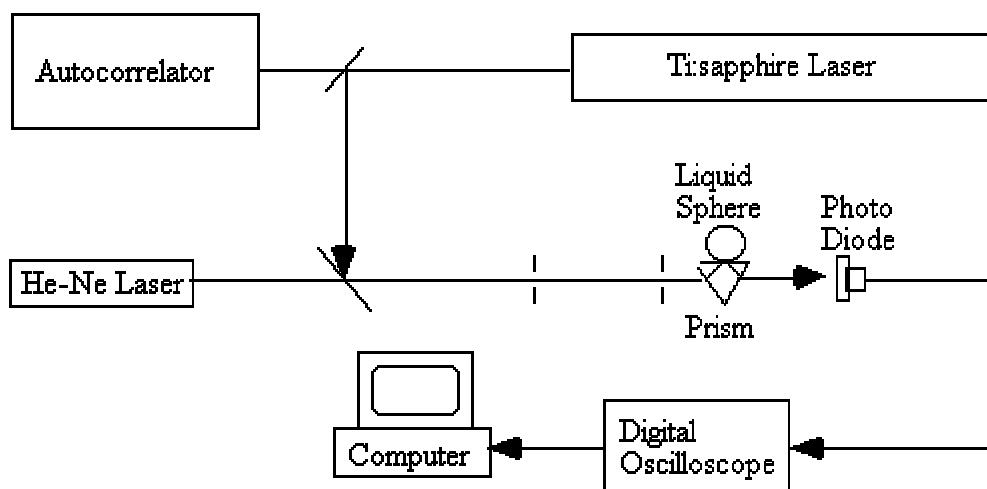 Autocorrelator
Ti:sapphire Laser
Liquid
Sphere
Photo
Diode
He-Ne Laser
Prism
Computer
Digital
Oscilloscope